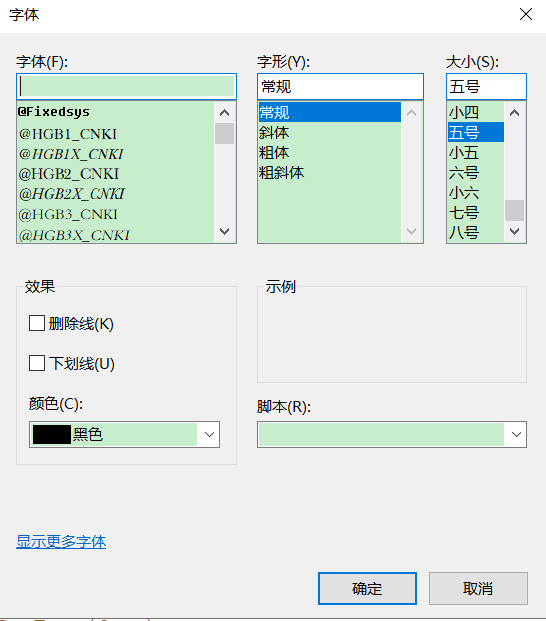 字体
字体(F):
字形(Y):
大小(S):
常规
五号
@Fixedsys
@HGB1_CNKI
@HGB1X_CNKI
@HGB2_CNKI
@HGB2X_CNKI
@HGB3_CNKI
@HGB3X_CNKI
常规
斜体
粗体
粗斜体
小四
五号
小五
六号
小六
七号
八号
效果
示例
删除线(K)
下划线(U)
颜色(C):
黑色
脚本(R):
显示更多字体
确定
取消